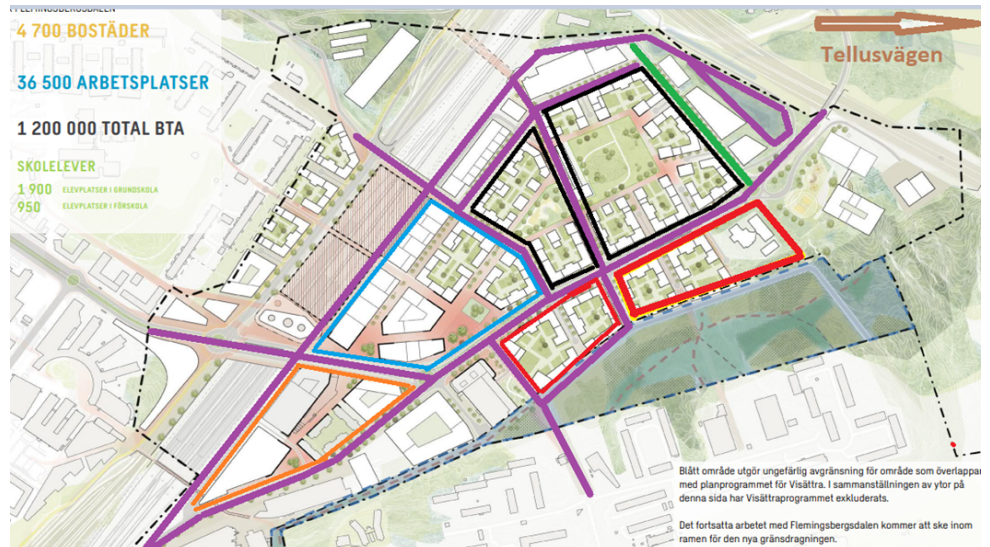 FLEMINGSBERGSDALEN
4 700 BOSTÄDER
36 500 ARBETSPLATSER
1 200 000 TOTAL BTA
SKOLELEVER
1 900 ELEVPLATSER I GRUNDSKOLA
950 ELEVPLATSER I FÖRSKOLA
Tellusvägen
Blått område utgör ungefärlig avgränsning för område som överlappar
med planprogrammet för Visättra. I sammanställningen av ytor på
denna sida har Visättraprogrammet exkluderats.
Det fortsatta arbetet med Flemingsbergsdalen kommer att ske inom
ramen för den nya gränsdragningen.